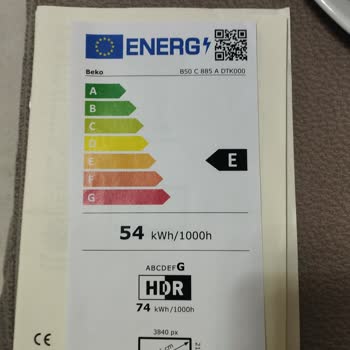 ENERG
Beko B50 C 885 A DTK000
A
B
C
D
E
E
F
G
54 kWh/1000h
ABCDEFG
HDR
74 kWh/1000h
3840 px
CE